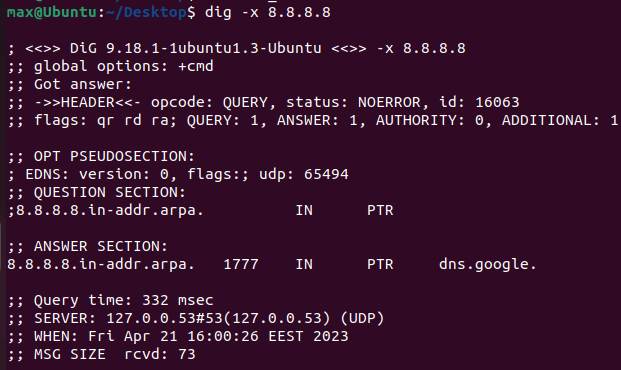 max@Ubuntu:~/Desktop$ dig -x 8.8.8.8
; <<>> DiG 9.18.1-1ubuntu1.3-Ubuntu <<>> -x 8.8.8.8
;; global options: +cmd
;; Got answer:
;; ->>HEADER<<- opcode: QUERY, status: NOERROR, id: 16063
;; flags: qr rd ra; QUERY: 1, ANSWER: 1, AUTHORITY: 0, ADDITIONAL: 1
;; OPT PSEUDOSECTION:
; EDNS: version: 0, flags:; udp: 65494
;; QUESTION SECTION:
;8.8.8.8.in-addr.arpa. IN PTR
;; ANSWER SECTION:
8.8.8.8.in-addr.arpa. 1777 IN PTR dns.google.
;; Query time: 332 msec
;; SERVER: 127.0.0.53#53(127.0.0.53) (UDP)
;; WHEN: Fri Apr 21 16:00:26 EEST 2023
;; MSG SIZE rcvd: 73